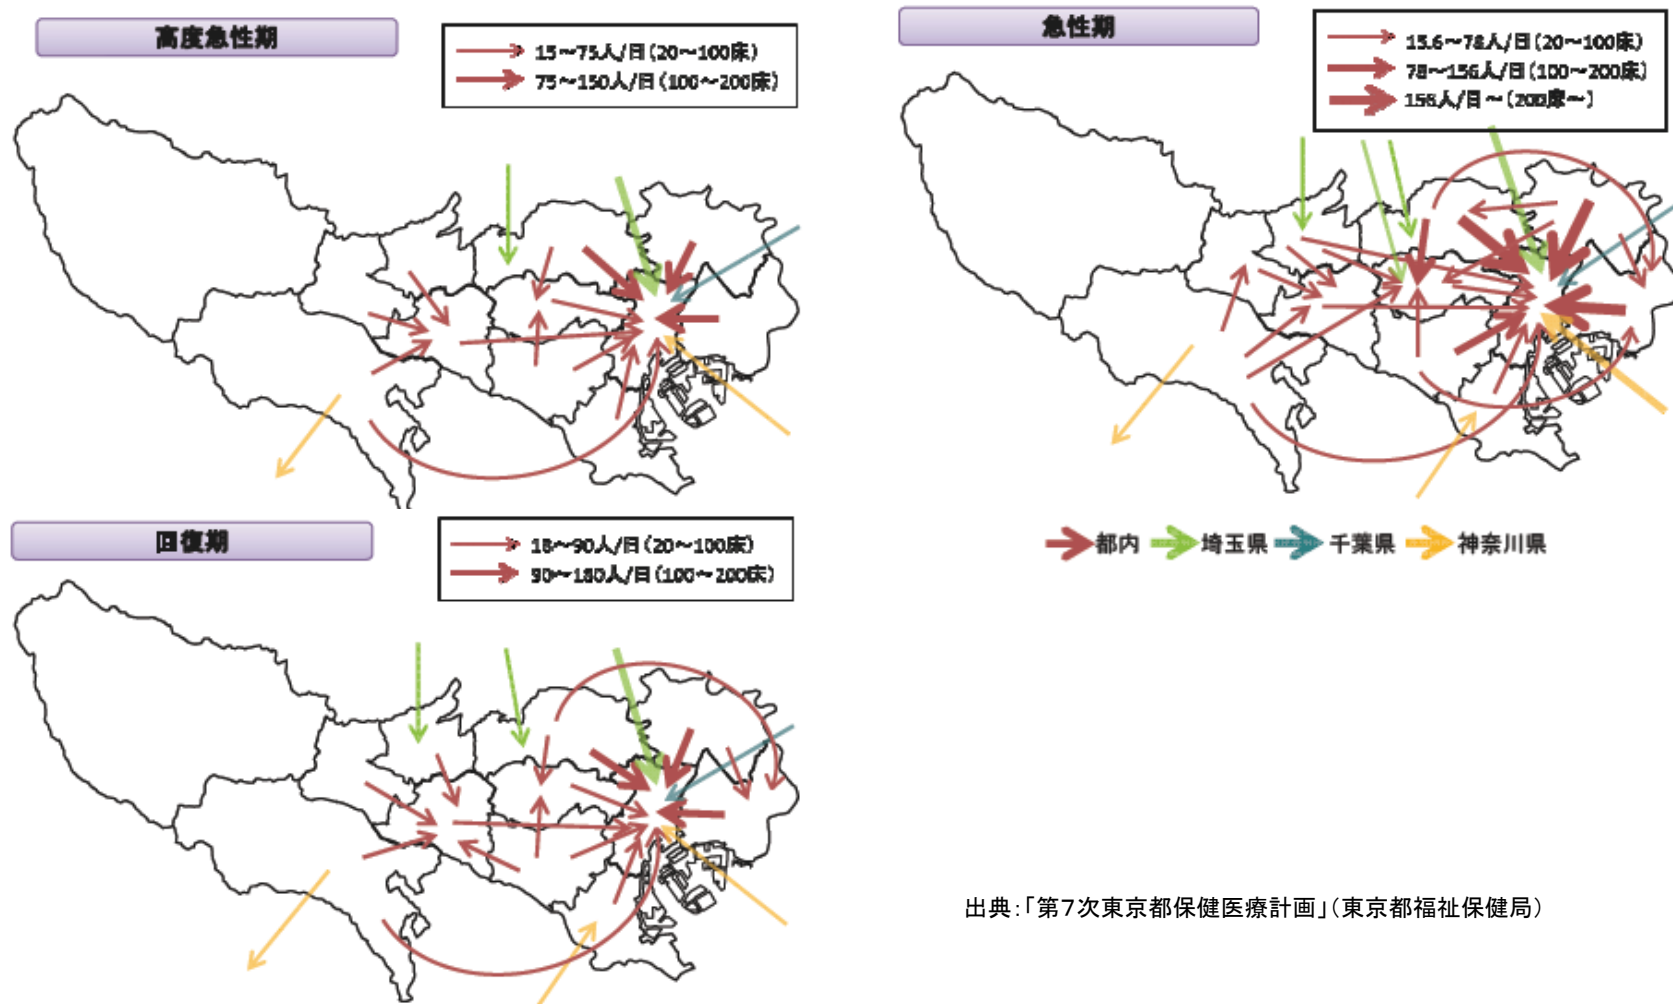 高度急性期
15～75人/日(20～100床)
75～150人/日(100～200床)
急性期
15.6～78人/日(20～100床)
78～156人/日(100～200床)
156人/日～(200床～)
回復期
18～90人/日(20～100床)
90～180人/日(100～200床)
都内 埼玉県 千葉県 神奈川県
出典：「第7次東京都保健医療計画」(東京都福祉保健局)